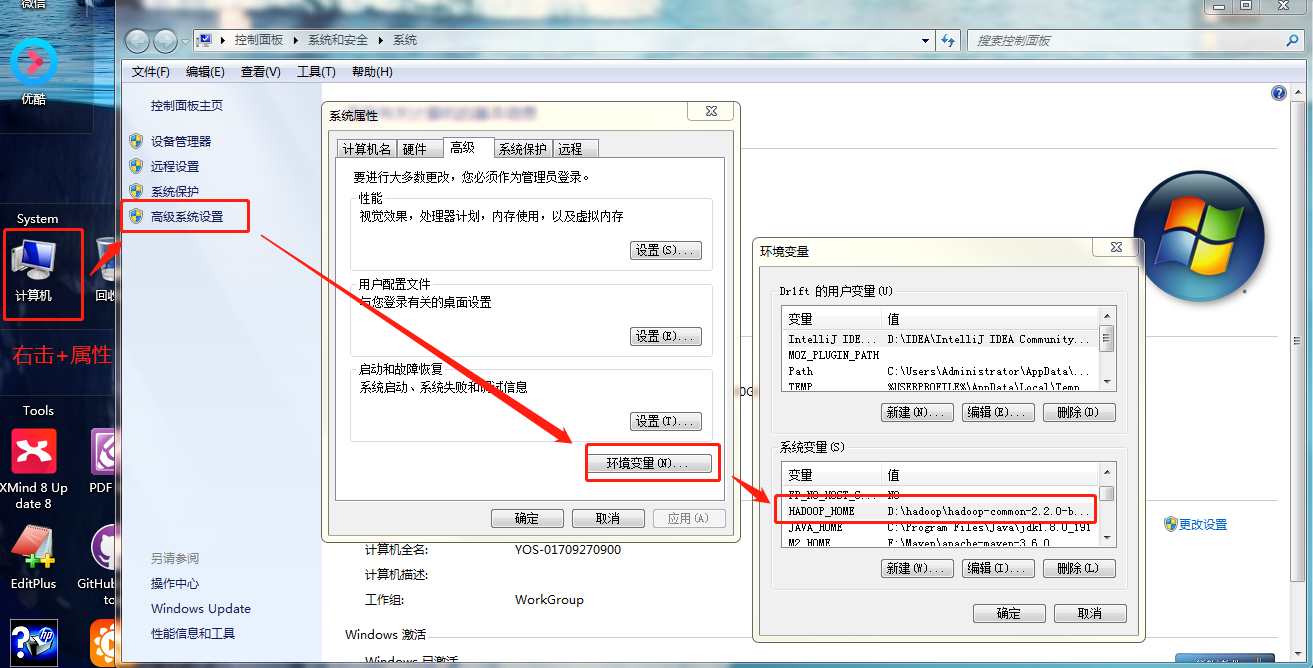 微信
优酷
System
计算机
回收
右击+属性
Tools
XMind 8 Up
date 8
PDF
EditPlus
GitHub
控制面板
系统和安全
系统
搜索控制面板
文件(F)
编辑(E)
查看(V)
工具(T)
帮助(H)
控制面板主页
设备管理器
远程设置
系统保护
高级系统设置
另请参阅
操作中心
Windows Update
性能信息和工具
系统属性
计算机名
硬件
高级
系统保护
远程
要进行大多数更改，您必须作为管理员登录。
性能
视觉效果，处理器计划，内存使用，以及虚拟内存
设置(S)...
用户配置文件
与您登录有关的桌面设置
设置(E)...
启动和故障恢复
系统启动、系统失败和调试信息
设置(T)...
环境变量(N)...
确定
取消
应用(A)
计算机全名:
YOS-01709270900
计算机描述:
工作组:
WorkGroup
Windows 激活
Windows 已激活
更改设置
环境变量
Dr1ft 的用户变量(U)
变量 值
IntelliJ IDE... D:\IDEA\IntelliJ IDEA Community...
MOZ_PLUGIN_PATH
Path C:\Users\Administrator\AppData\...
TEMP %USERPROFILE%\AppData\Local\Temp
新建(N)...
编辑(E)...
删除(D)
系统变量(S)
变量 值
FP_NO_HOST_C... NO
HADOOP_HOME D:\hadoop\hadoop-common-2.2.0-b...
JAVA_HOME C:\Program Files\Java\jdk1.8.0_191
M2_HOME E:\Maven\apache-maven-3.6.0
新建(W)...
编辑(I)...
删除(L)
确定
取消